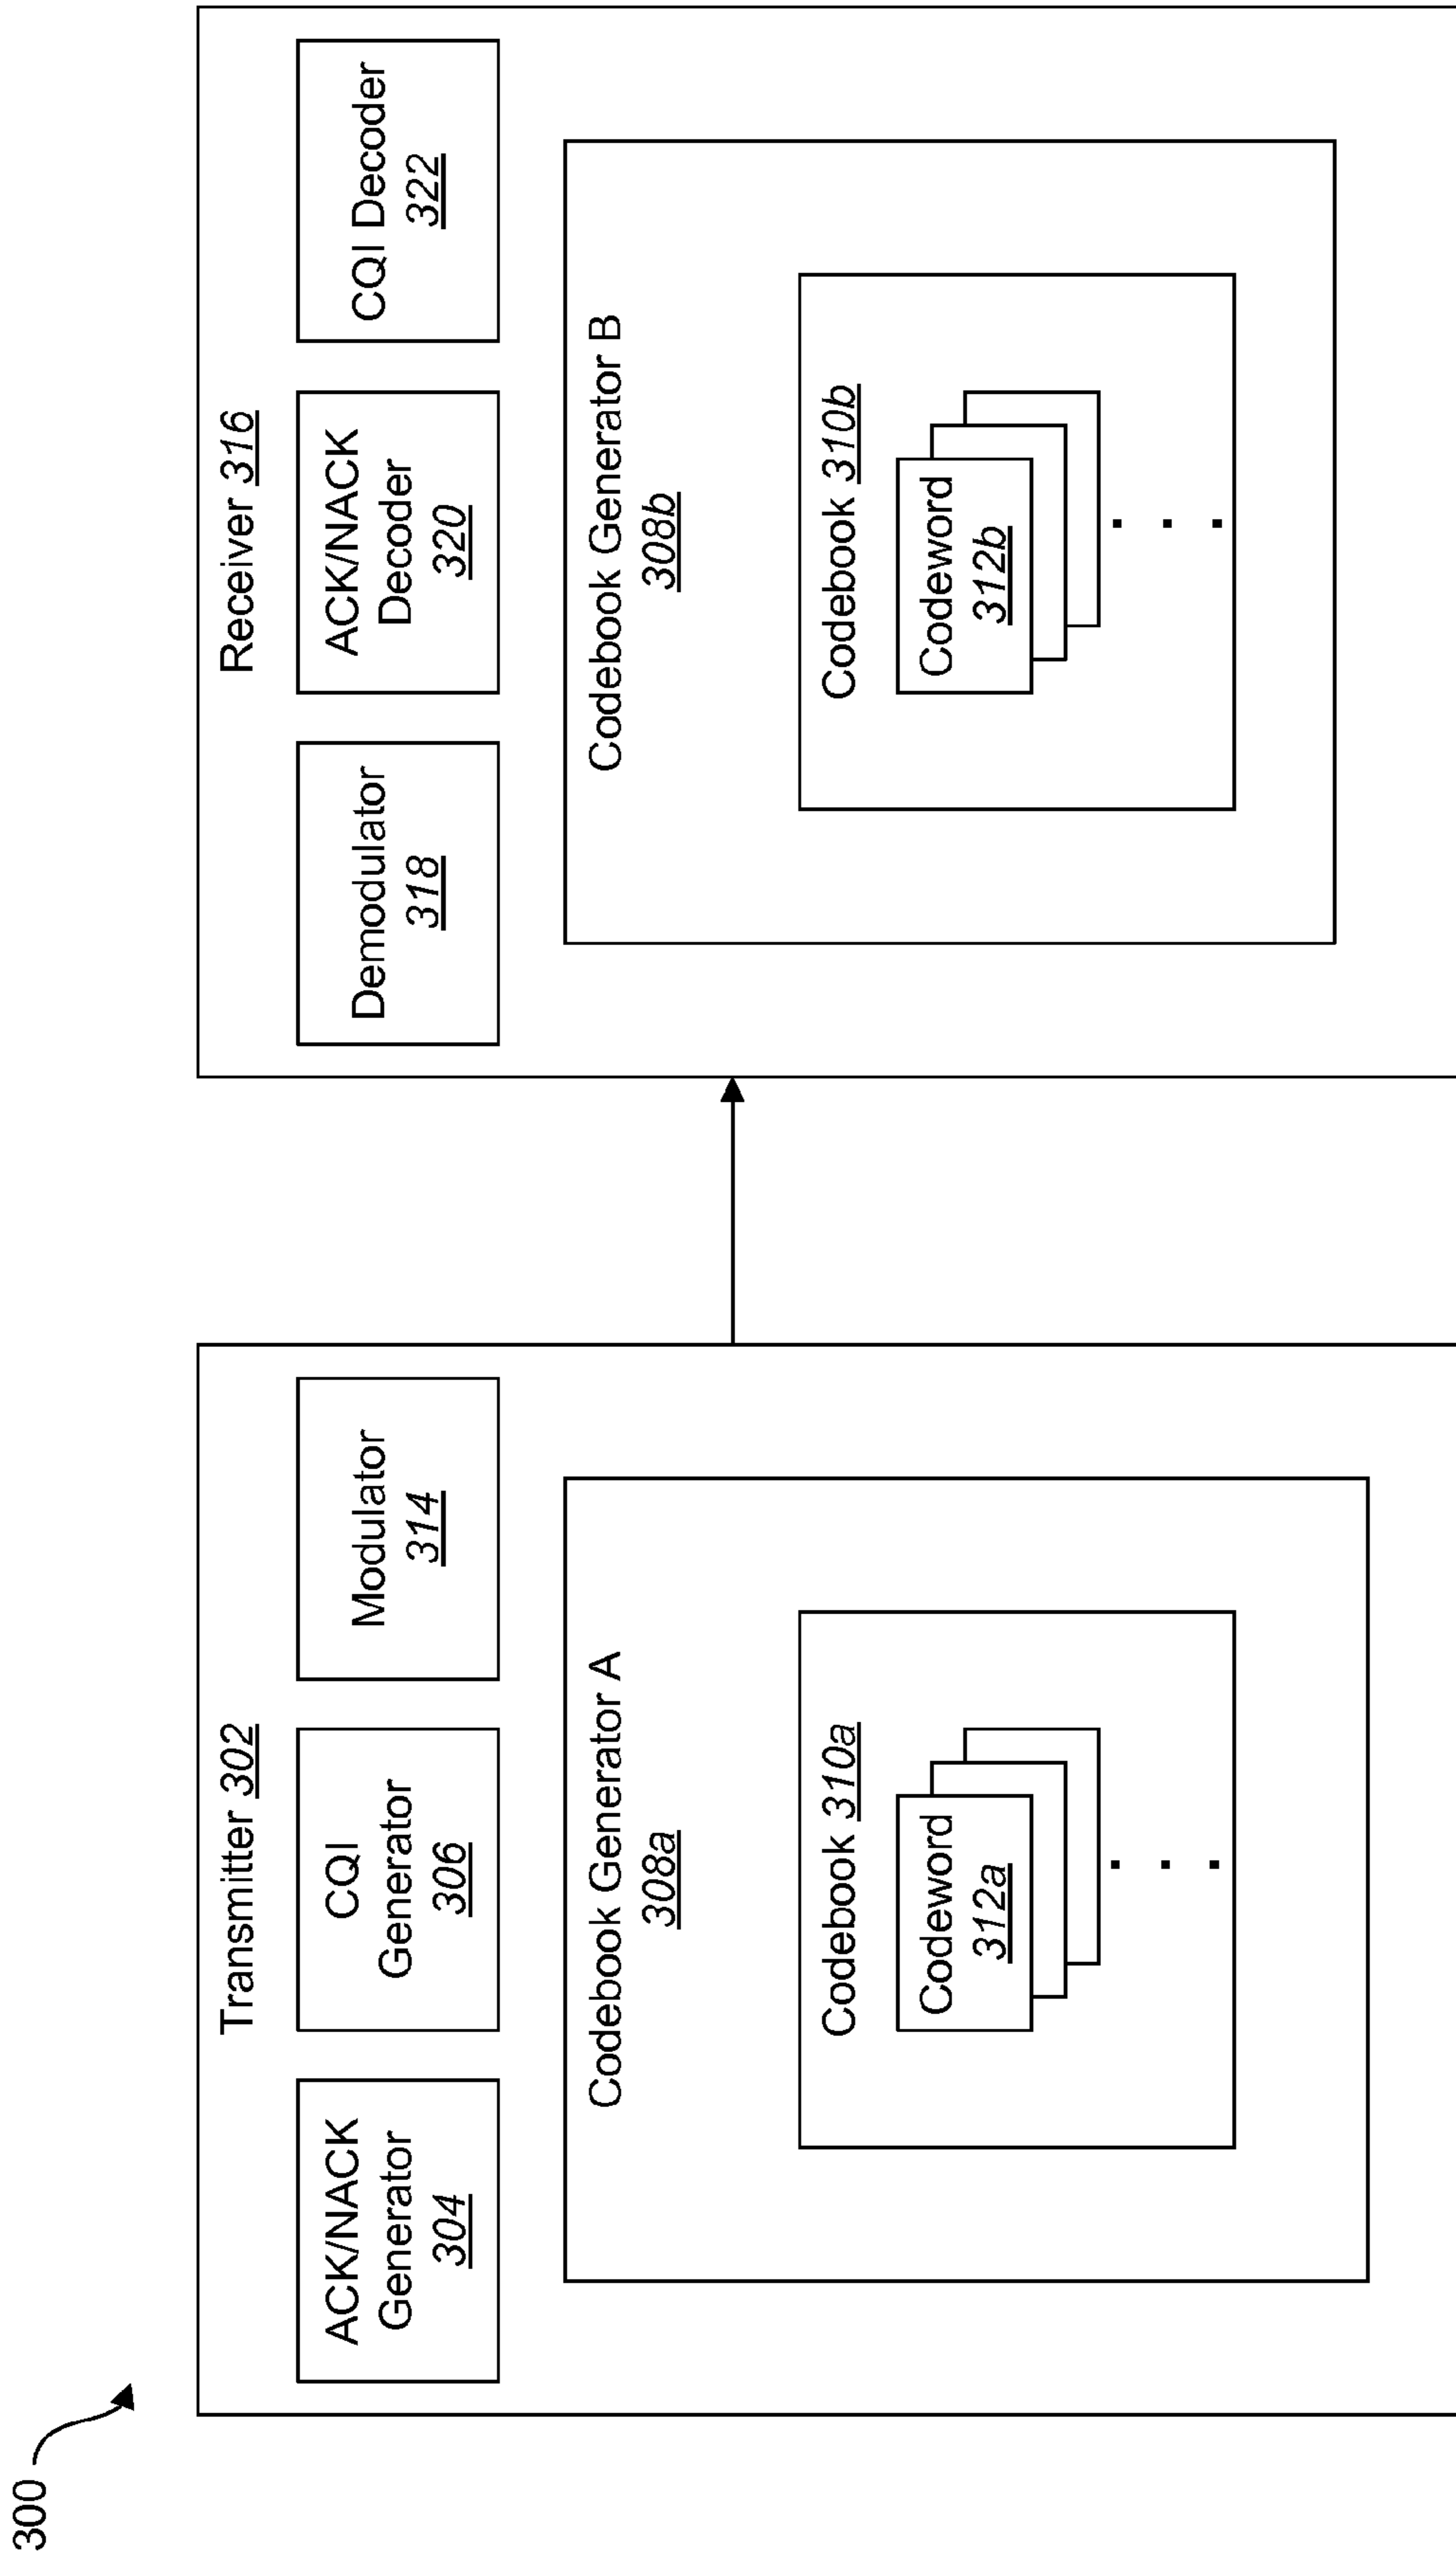 300
Transmitter 302
ACK/NACK
Generator
304
CQI
Generator
306
Modulator
314
Codebook Generator A
308a
Codebook 310a
Codeword
312a
Receiver 316
Demodulator
318
ACK/NACK
Decoder
320
CQI Decoder
322
Codebook Generator B
308b
Codebook 310b
Codeword
312b